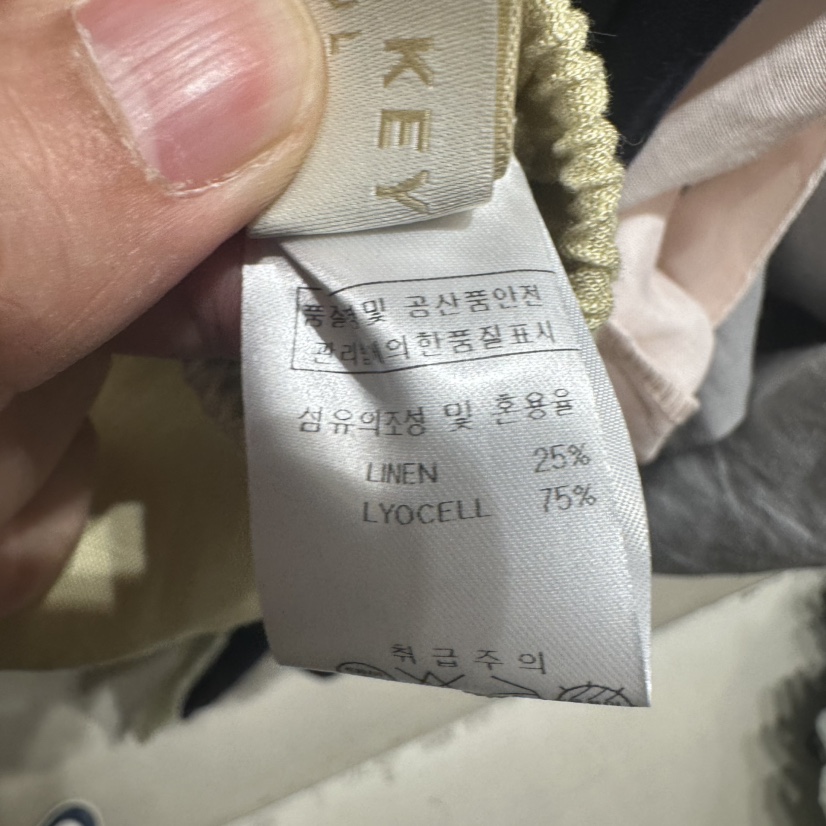 KEY
품질 및 공산품안전
관리법의한품질표시
섬유의조성 및 혼용율
LINEN 25%
LYOCELL 75%
취급주의